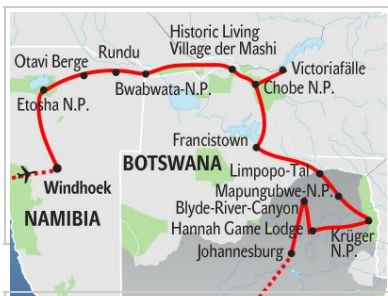 Historic Living
Village der Mashi
Rundu
Otavi Berge
Victoriafälle
Etosha N.P.
Bwabwata-N.P.
Chobe N.P.
Francistown
BOTSWANA
Limpopo-Tal
Windhoek
Mapungubwe-N.P.
Blyde-River-Canyon
NAMIBIA
Hannah Game Lodge
Krüger
N.P.
Johannesburg